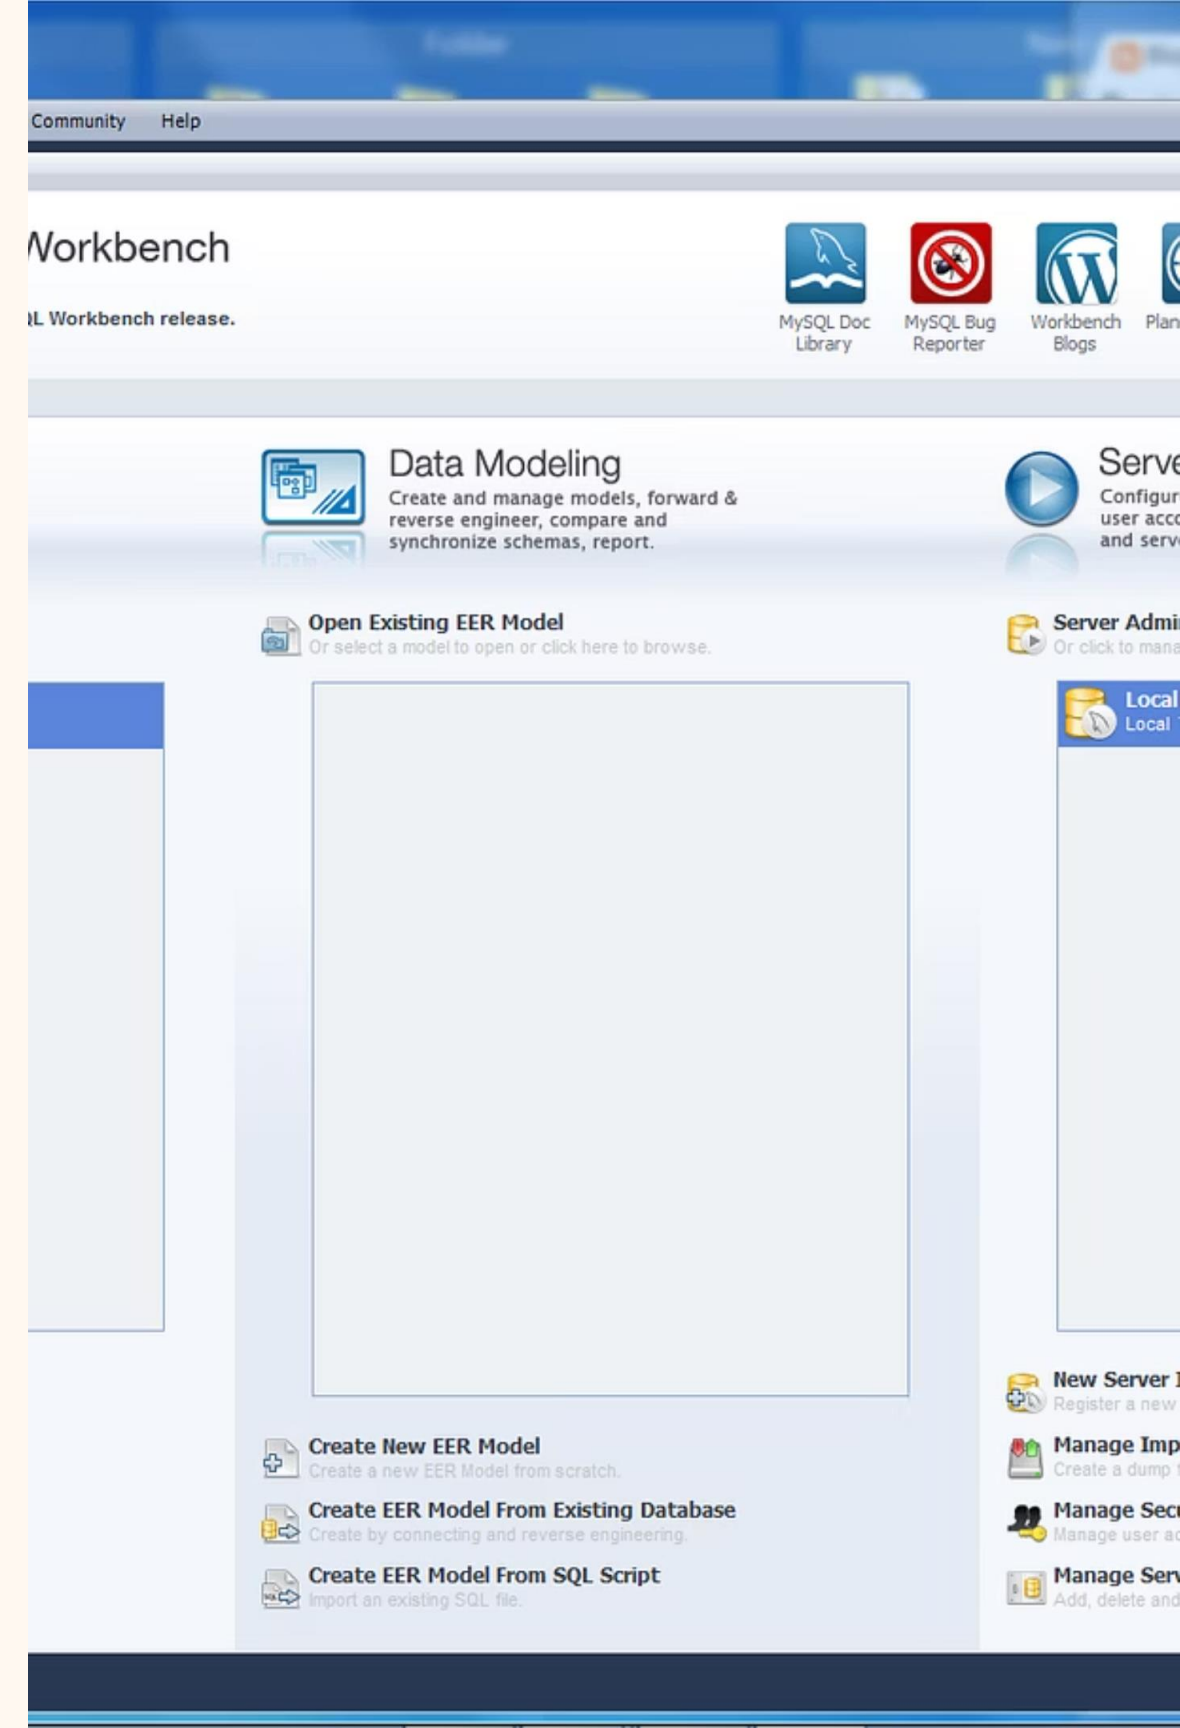 Folder
Community Help
Workbench
QL Workbench release.
MySQL Doc Library
MySQL Bug Reporter
Workbench Blogs
Plan
Data Modeling
Create and manage models, forward &
reverse engineer, compare and
synchronize schemas, report.
Serve
Configur
user acco
and serve
Open Existing EER Model
Or select a model to open or click here to browse.
Server Admi
Or click to mana
Local
Local
Create New EER Model
Create a new EER Model from scratch.
Create EER Model From Existing Database
Create by connecting and reverse engineering.
Create EER Model From SQL Script
Import an existing SQL file.
New Server I
Register a new
Manage Imp
Create a dump f
Manage Secu
Manage user ac
Manage Serv
Add, delete and